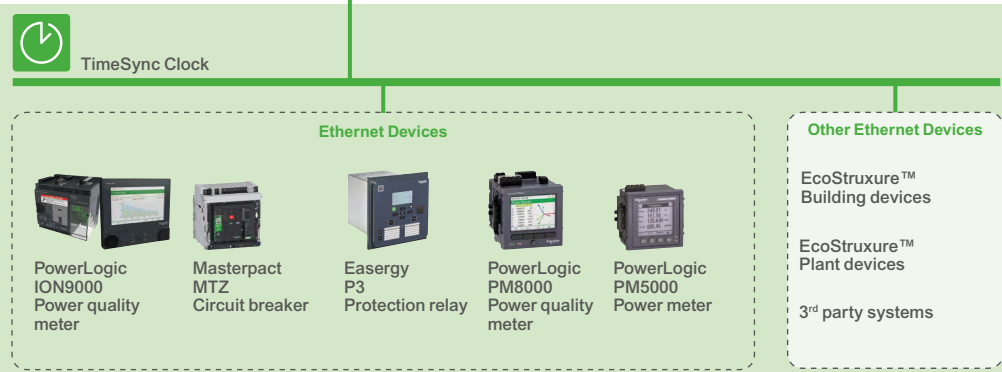 TimeSync Clock
Ethernet Devices
Other Ethernet Devices
PowerLogic
ION9000
Power quality
meter
Masterpact
MTZ
Circuit breaker
Easergy
P3
Protection relay
PowerLogic
PM8000
Power quality
meter
PowerLogic
PM5000
Power meter
EcoStruxure™
Building devices
EcoStruxure™
Plant devices
3rd party systems